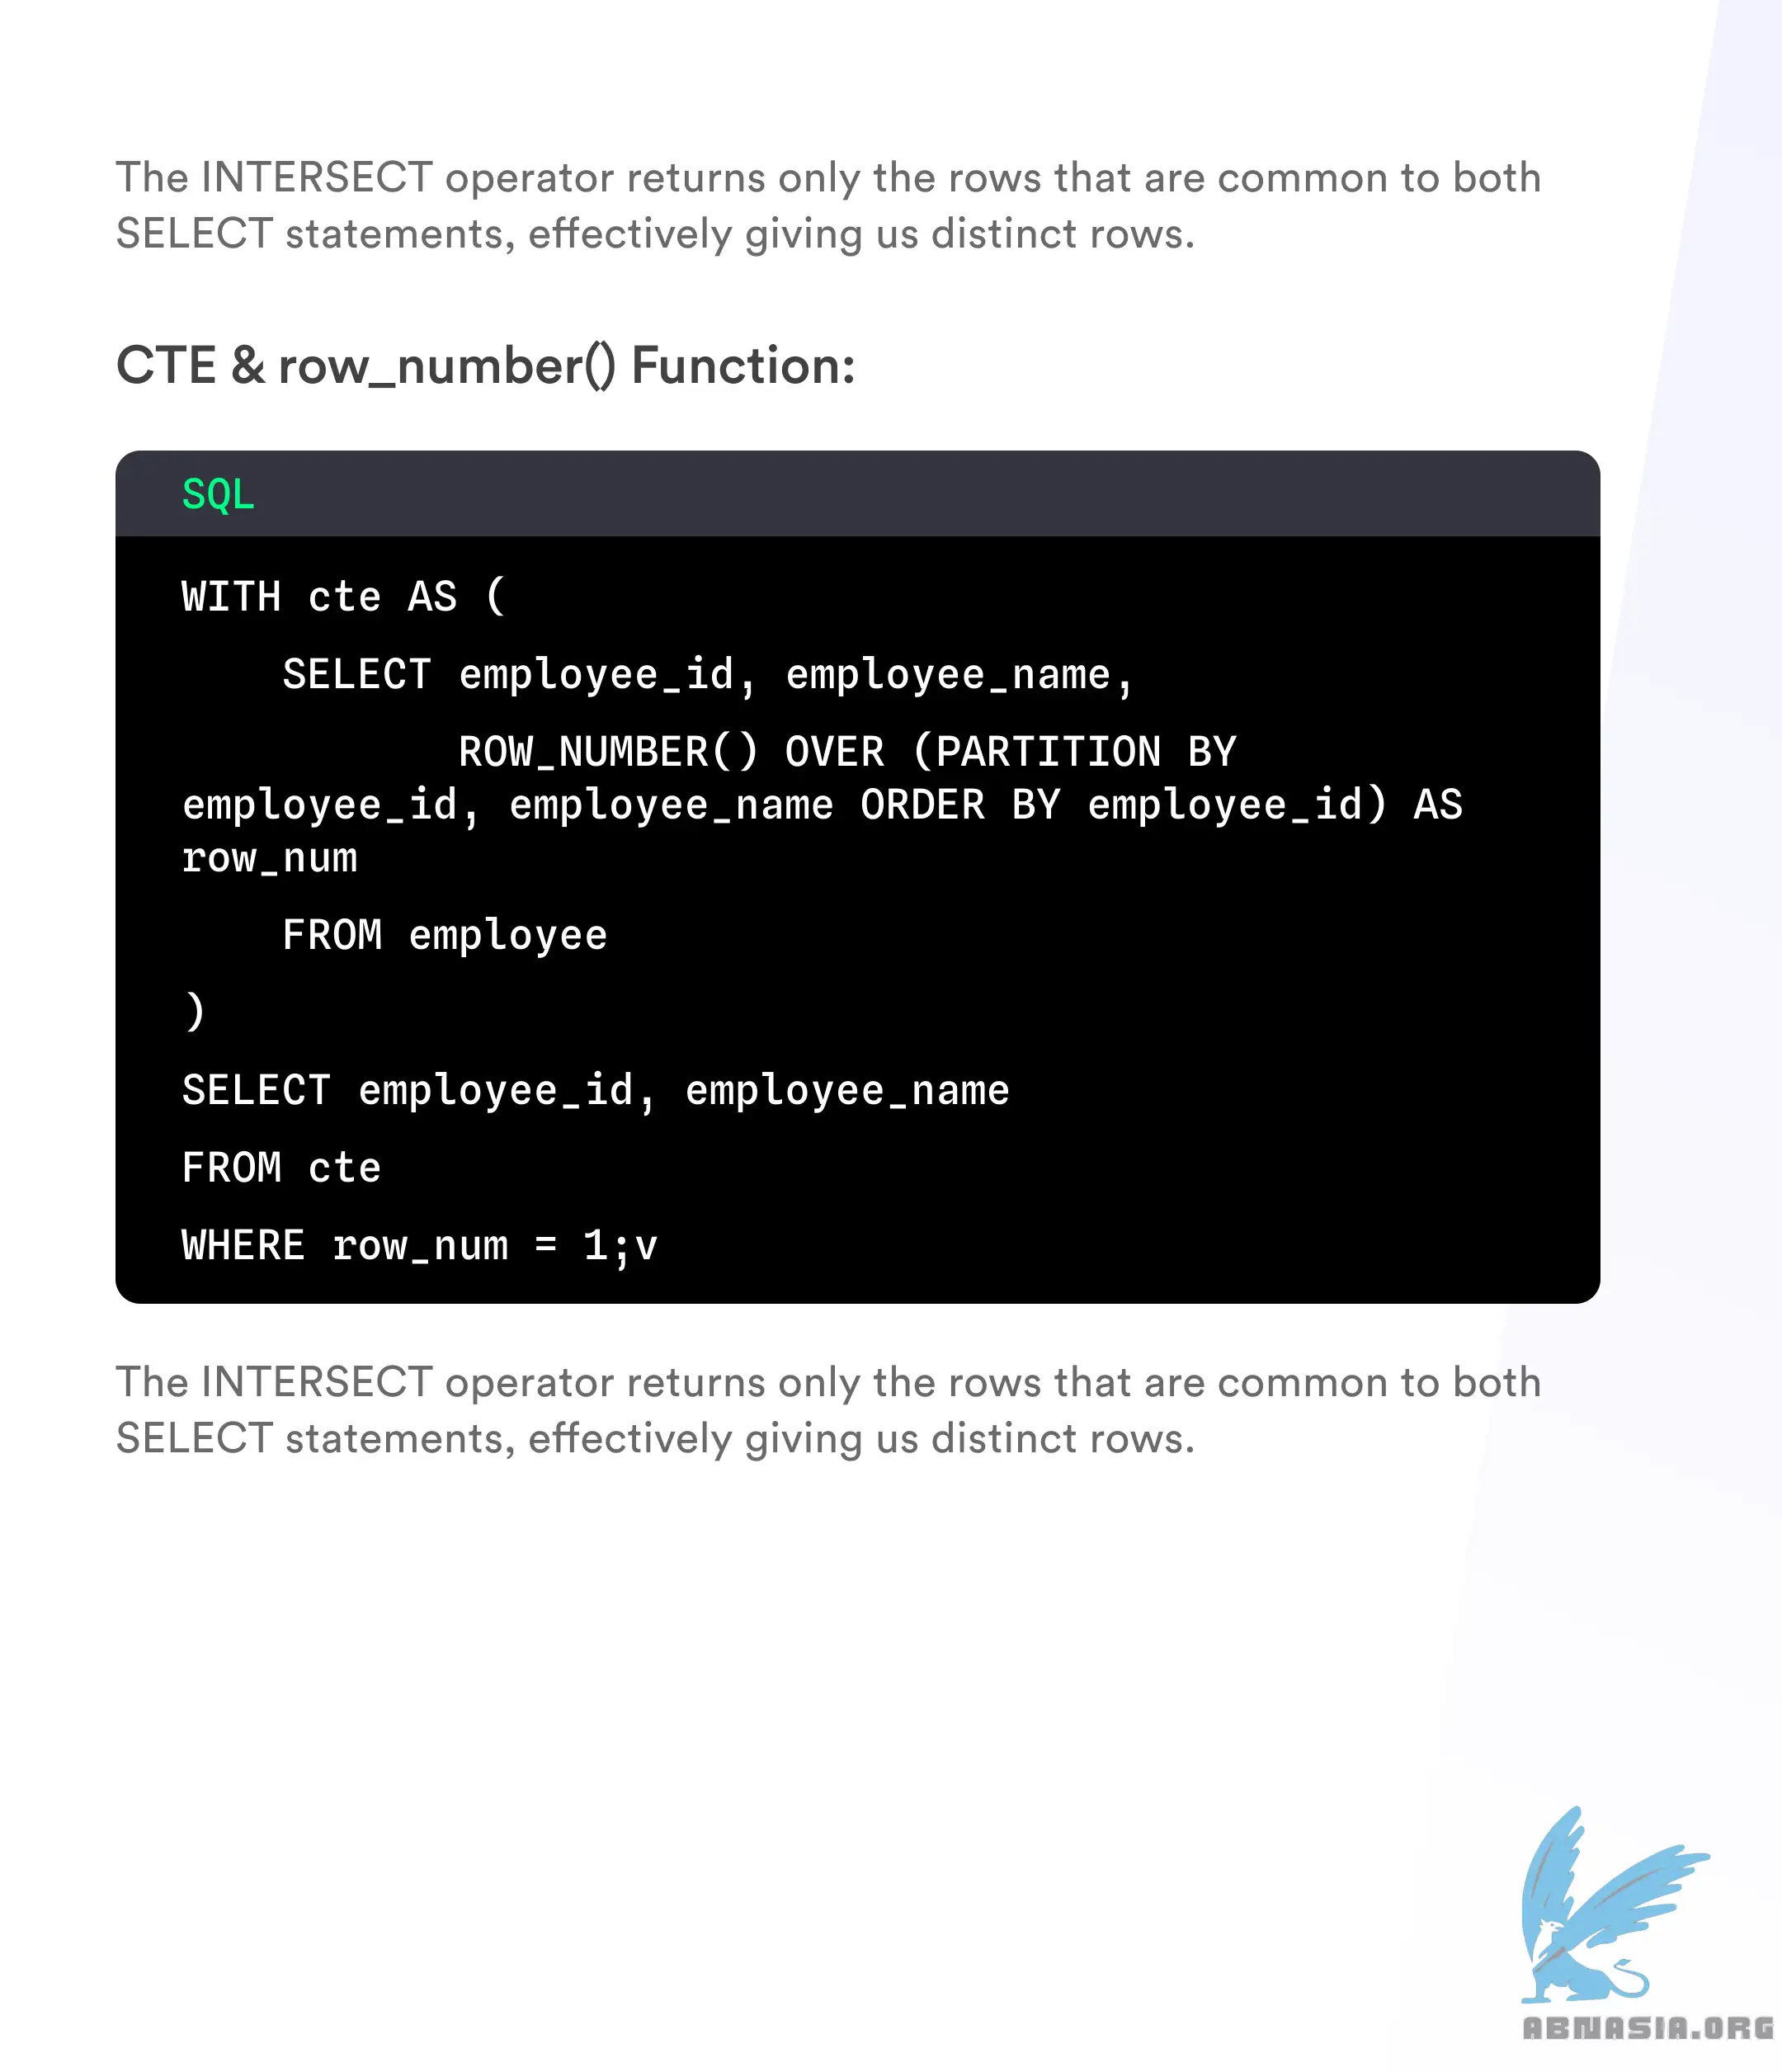 The INTERSECT operator returns only the rows that are common to both
SELECT statements, effectively giving us distinct rows.
CTE & row_number() Function:
SQL
WITH cte AS (
    SELECT employee_id, employee_name,
           ROW_NUMBER() OVER (PARTITION BY
employee_id, employee_name ORDER BY employee_id) AS
row_num
    FROM employee
)
SELECT employee_id, employee_name
FROM cte
WHERE row_num = 1;v
The INTERSECT operator returns only the rows that are common to both
SELECT statements, effectively giving us distinct rows.
ABNASIA.ORG